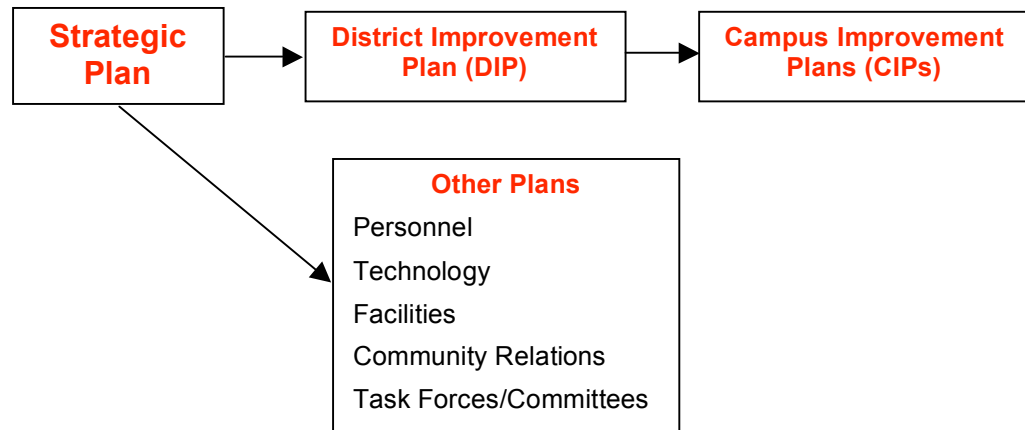 Strategic
Plan
District Improvement
Plan (DIP)
Campus Improvement
Plans (CIPs)
Other Plans
Personnel
Technology
Facilities
Community Relations
Task Forces/Committees